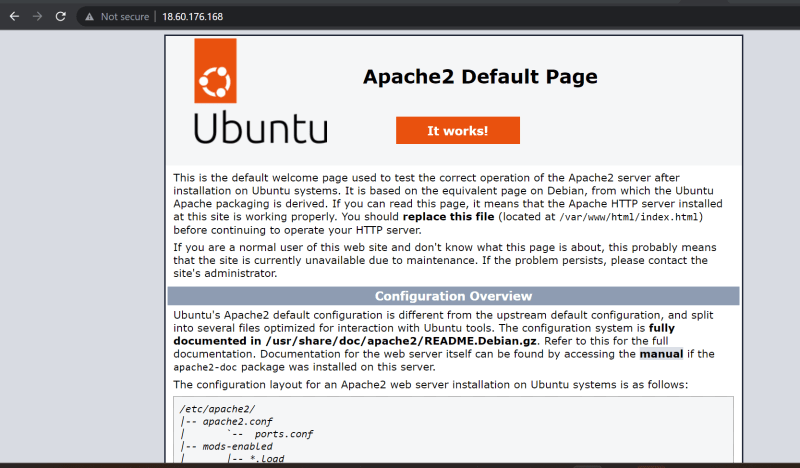 Not secure | 18.60.176.168
Apache2 Default Page
Ubuntu
It works!
This is the default welcome page used to test the correct operation of the Apache2 server after
installation on Ubuntu systems. It is based on the equivalent page on Debian, from which the Ubuntu
Apache packaging is derived. If you can read this page, it means that the Apache HTTP server installed
at this site is working properly. You should replace this file (located at /var/www/html/index.html)
before continuing to operate your HTTP server.
If you are a normal user of this web site and don't know what this page is about, this probably means
that the site is currently unavailable due to maintenance. If the problem persists, please contact the
site's administrator.
Configuration Overview
Ubuntu's Apache2 default configuration is different from the upstream default configuration, and split
into several files optimized for interaction with Ubuntu tools. The configuration system is fully
documented in /usr/share/doc/apache2/README.Debian.gz. Refer to this for the full
documentation. Documentation for the web server itself can be found by accessing the manual if the
apache2-doc package was installed on this server.
The configuration layout for an Apache2 web server installation on Ubuntu systems is as follows:
/etc/apache2/
|-- apache2.conf
|       `--  ports.conf
|-- mods-enabled
|       |-- *.load